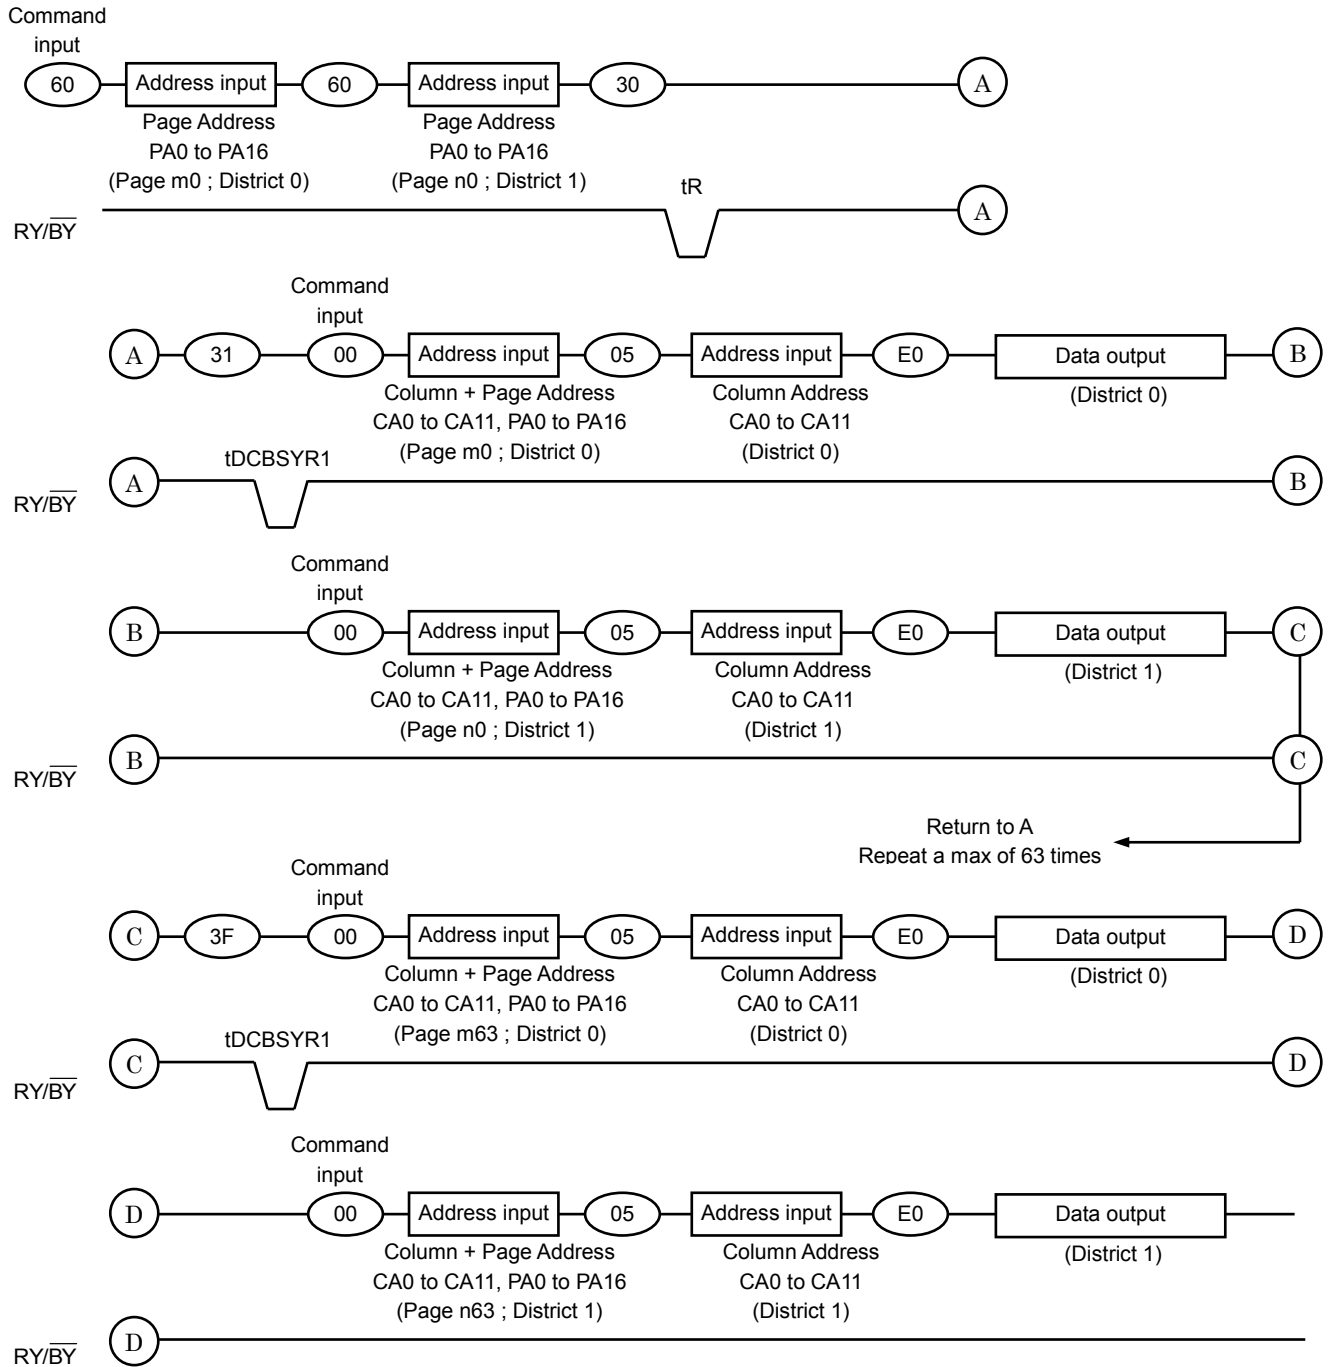 Command
input
60 Address input 60 Address input 30 A
Page Address Page Address
PA0 to PA16 PA0 to PA16
(Page m0 ; District 0) (Page n0 ; District 1)
tR
RY/BY A
Command
input
A 31 00 Address input 05 Address input E0 Data output B
Column + Page Address Column Address (District 0)
CA0 to CA11, PA0 to PA16 CA0 to CA11
(Page m0 ; District 0) (District 0)
tDCBSYR1
RY/BY A B
Command
input
B 00 Address input 05 Address input E0 Data output C
Column + Page Address Column Address (District 1)
CA0 to CA11, PA0 to PA16 CA0 to CA11
(Page n0 ; District 1) (District 1)
RY/BY B C
Return to A
Repeat a max of 63 times
Command
input
C 3F 00 Address input 05 Address input E0 Data output D
Column + Page Address Column Address (District 0)
CA0 to CA11, PA0 to PA16 CA0 to CA11
(Page m63 ; District 0) (District 0)
tDCBSYR1
RY/BY C D
Command
input
D 00 Address input 05 Address input E0 Data output
Column + Page Address Column Address (District 1)
CA0 to CA11, PA0 to PA16 CA0 to CA11
(Page n63 ; District 1) (District 1)
RY/BY D